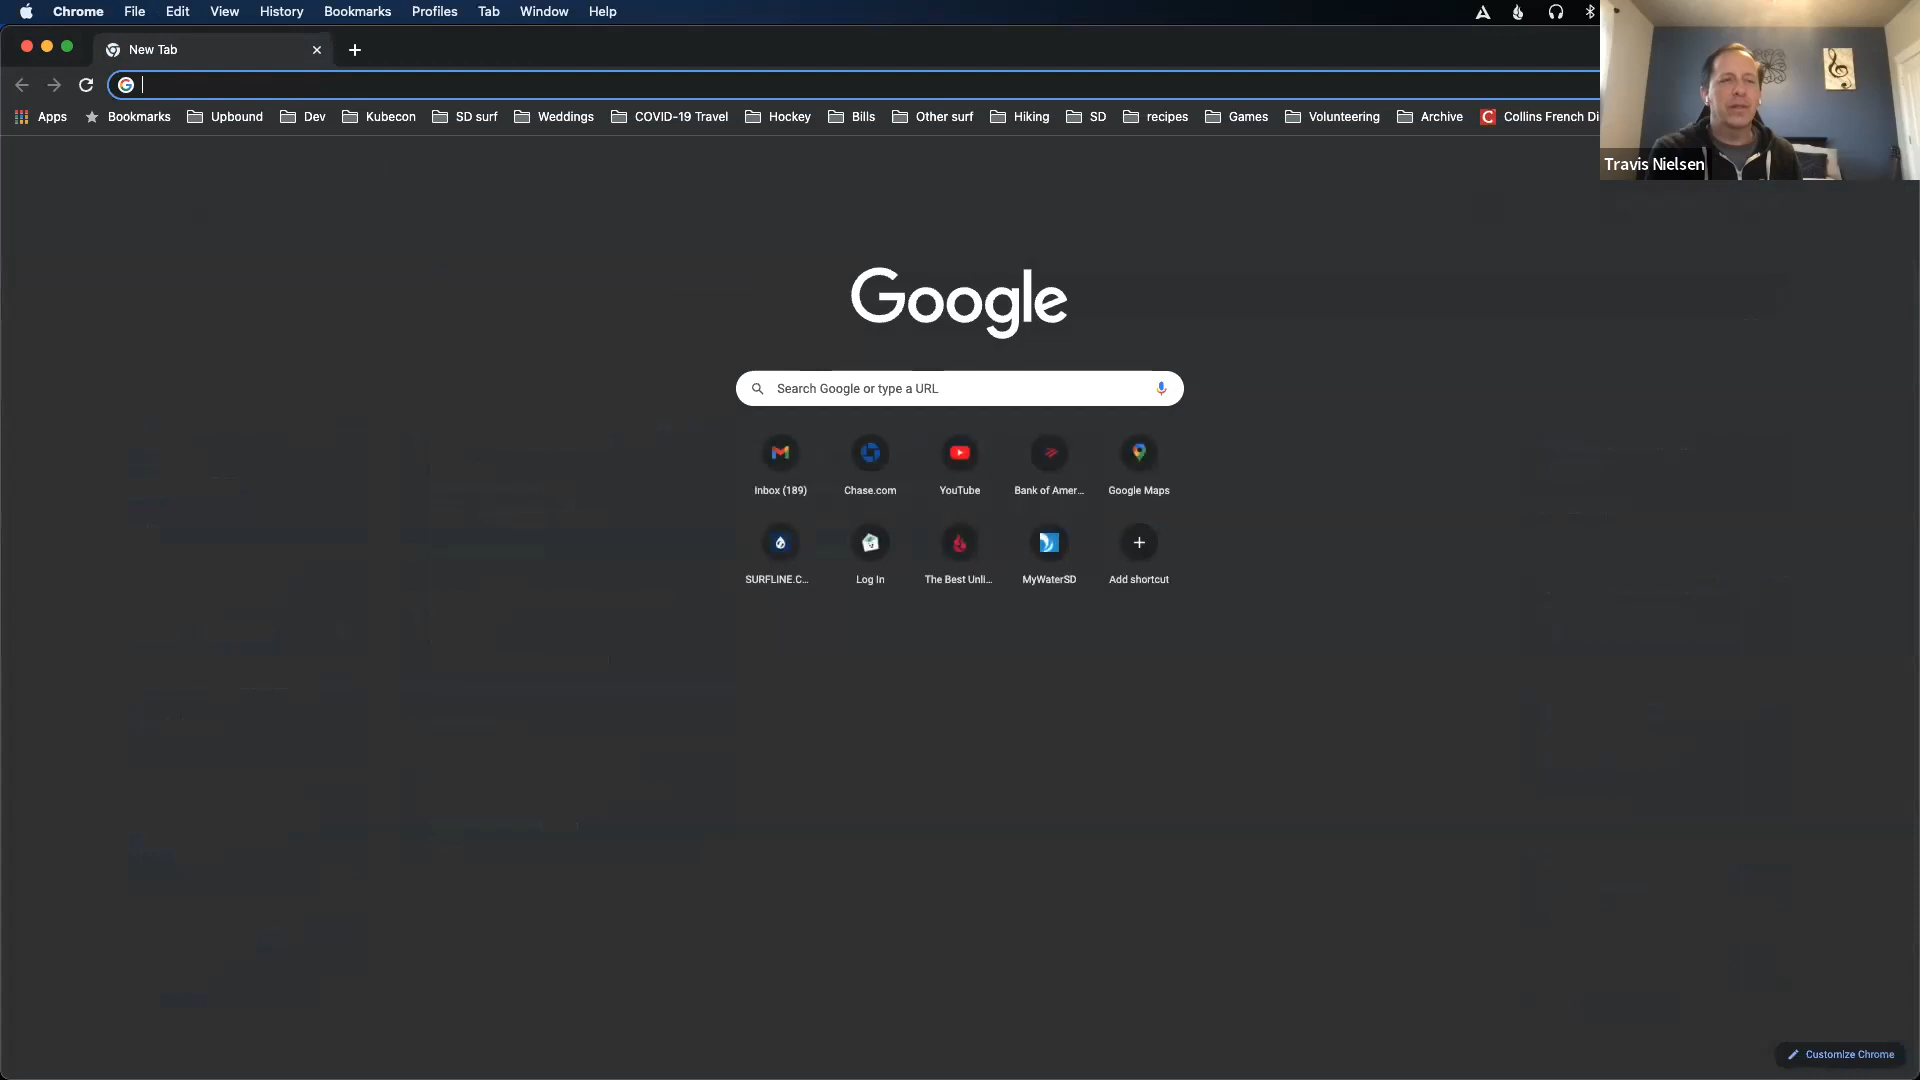 Chrome File Edit View History Bookmarks Profiles Tab Window Help
New Tab
Apps Bookmarks Upbound Dev Kubecon SD surf Weddings COVID-19 Travel Hockey Bills Other surf Hiking SD recipes Games Volunteering Archive Collins French Di
Travis Nielsen
Google
Search Google or type a URL
Inbox (189) Chase.com YouTube Bank of Amer... Google Maps
SURFLINE.C... Log In The Best Unli... MyWaterSD Add shortcut
Customize Chrome